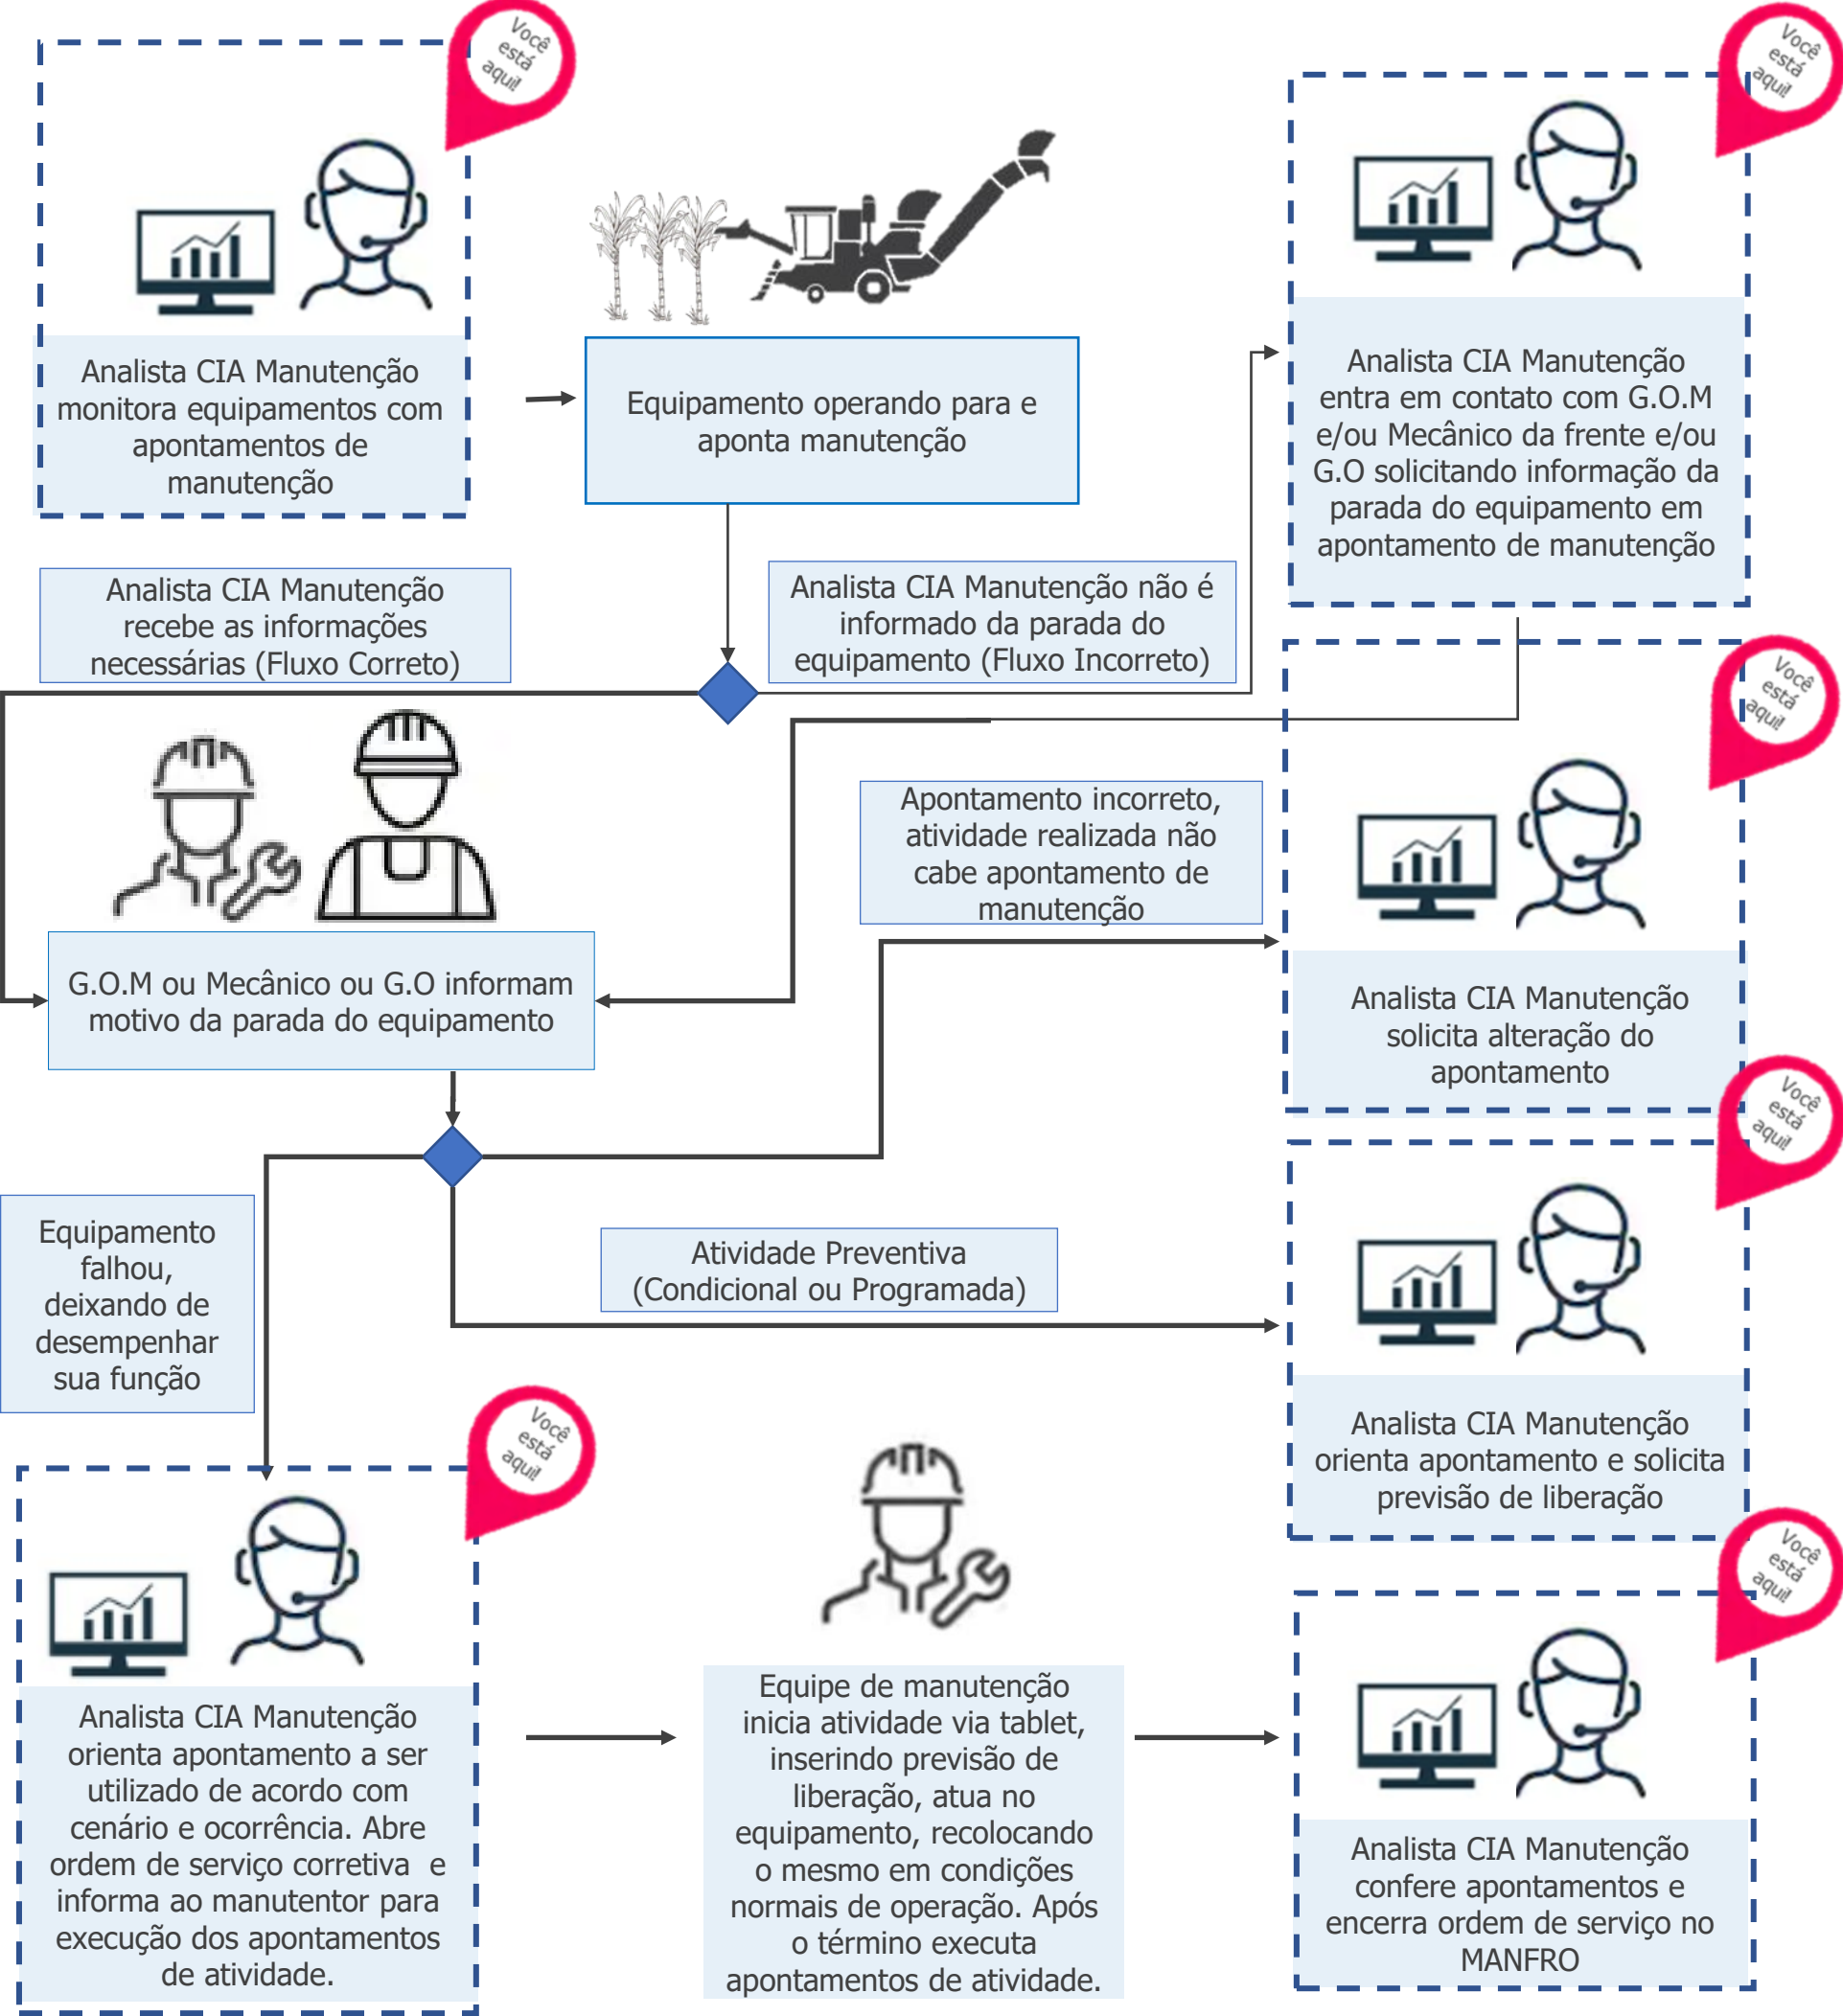 Você
está
aqui!
Analista CIA Manutenção
monitora equipamentos com
apontamentos de
manutenção
Equipamento operando para e
aponta manutenção
Você
está
aqui!
Analista CIA Manutenção
entra em contato com G.O.M
e/ou Mecânico da frente e/ou
G.O solicitando informação da
parada do equipamento em
apontamento de manutenção
Analista CIA Manutenção
recebe as informações
necessárias (Fluxo Correto)
Analista CIA Manutenção não é
informado da parada do
equipamento (Fluxo Incorreto)
G.O.M ou Mecânico ou G.O informam
motivo da parada do equipamento
Apontamento incorreto,
atividade realizada não
cabe apontamento de
manutenção
Você
está
aqui!
Analista CIA Manutenção
solicita alteração do
apontamento
Equipamento
falhou,
deixando de
desempenhar
sua função
Atividade Preventiva
(Condicional ou Programada)
Você
está
aqui!
Analista CIA Manutenção
orienta apontamento e solicita
previsão de liberação
Você
está
aqui!
Analista CIA Manutenção
orienta apontamento a ser
utilizado de acordo com
cenário e ocorrência. Abre
ordem de serviço corretiva e
informa ao manutentor para
execução dos apontamentos
de atividade.
Equipe de manutenção
inicia atividade via tablet,
inserindo previsão de
liberação, atua no
equipamento, recolocando
o mesmo em condições
normais de operação. Após
o término executa
apontamentos de atividade.
Você
está
aqui!
Analista CIA Manutenção
confere apontamentos e
encerra ordem de serviço no
MANFRO